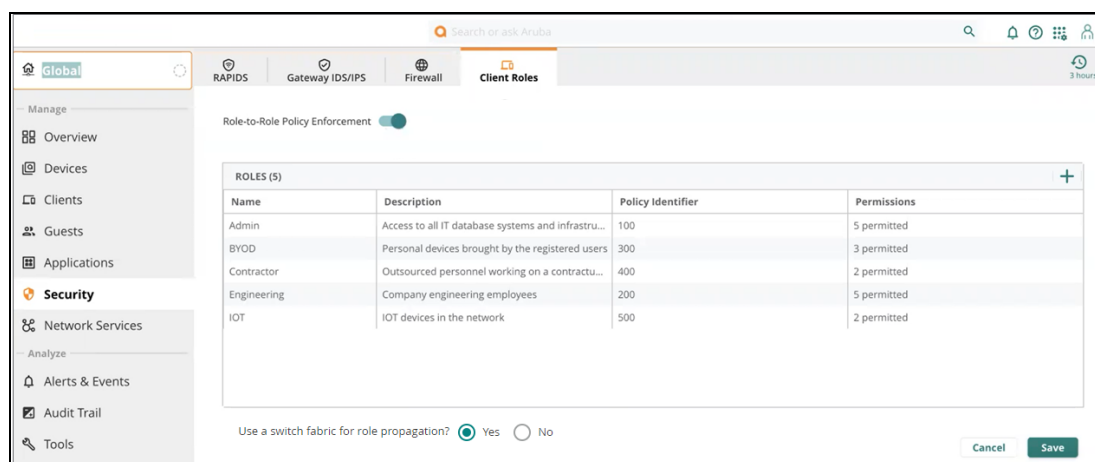 Search or ask Aruba
Global
RAPIDS
Gateway IDS/IPS
Firewall
Client Roles
3 hours
Manage
Role-to-Role Policy Enforcement
Overview
Devices
Clients
Guests
Applications
Security
Network Services
Analyze
Alerts & Events
Audit Trail
Tools
ROLES (5)
Name Description Policy Identifier Permissions
Admin Access to all IT database systems and infrastru... 100 5 permitted
BYOD Personal devices brought by the registered users 300 3 permitted
Contractor Outsourced personnel working on a contractu... 400 2 permitted
Engineering Company engineering employees 200 5 permitted
IOT IOT devices in the network 500 2 permitted
Use a switch fabric for role propagation? Yes No
Cancel Save